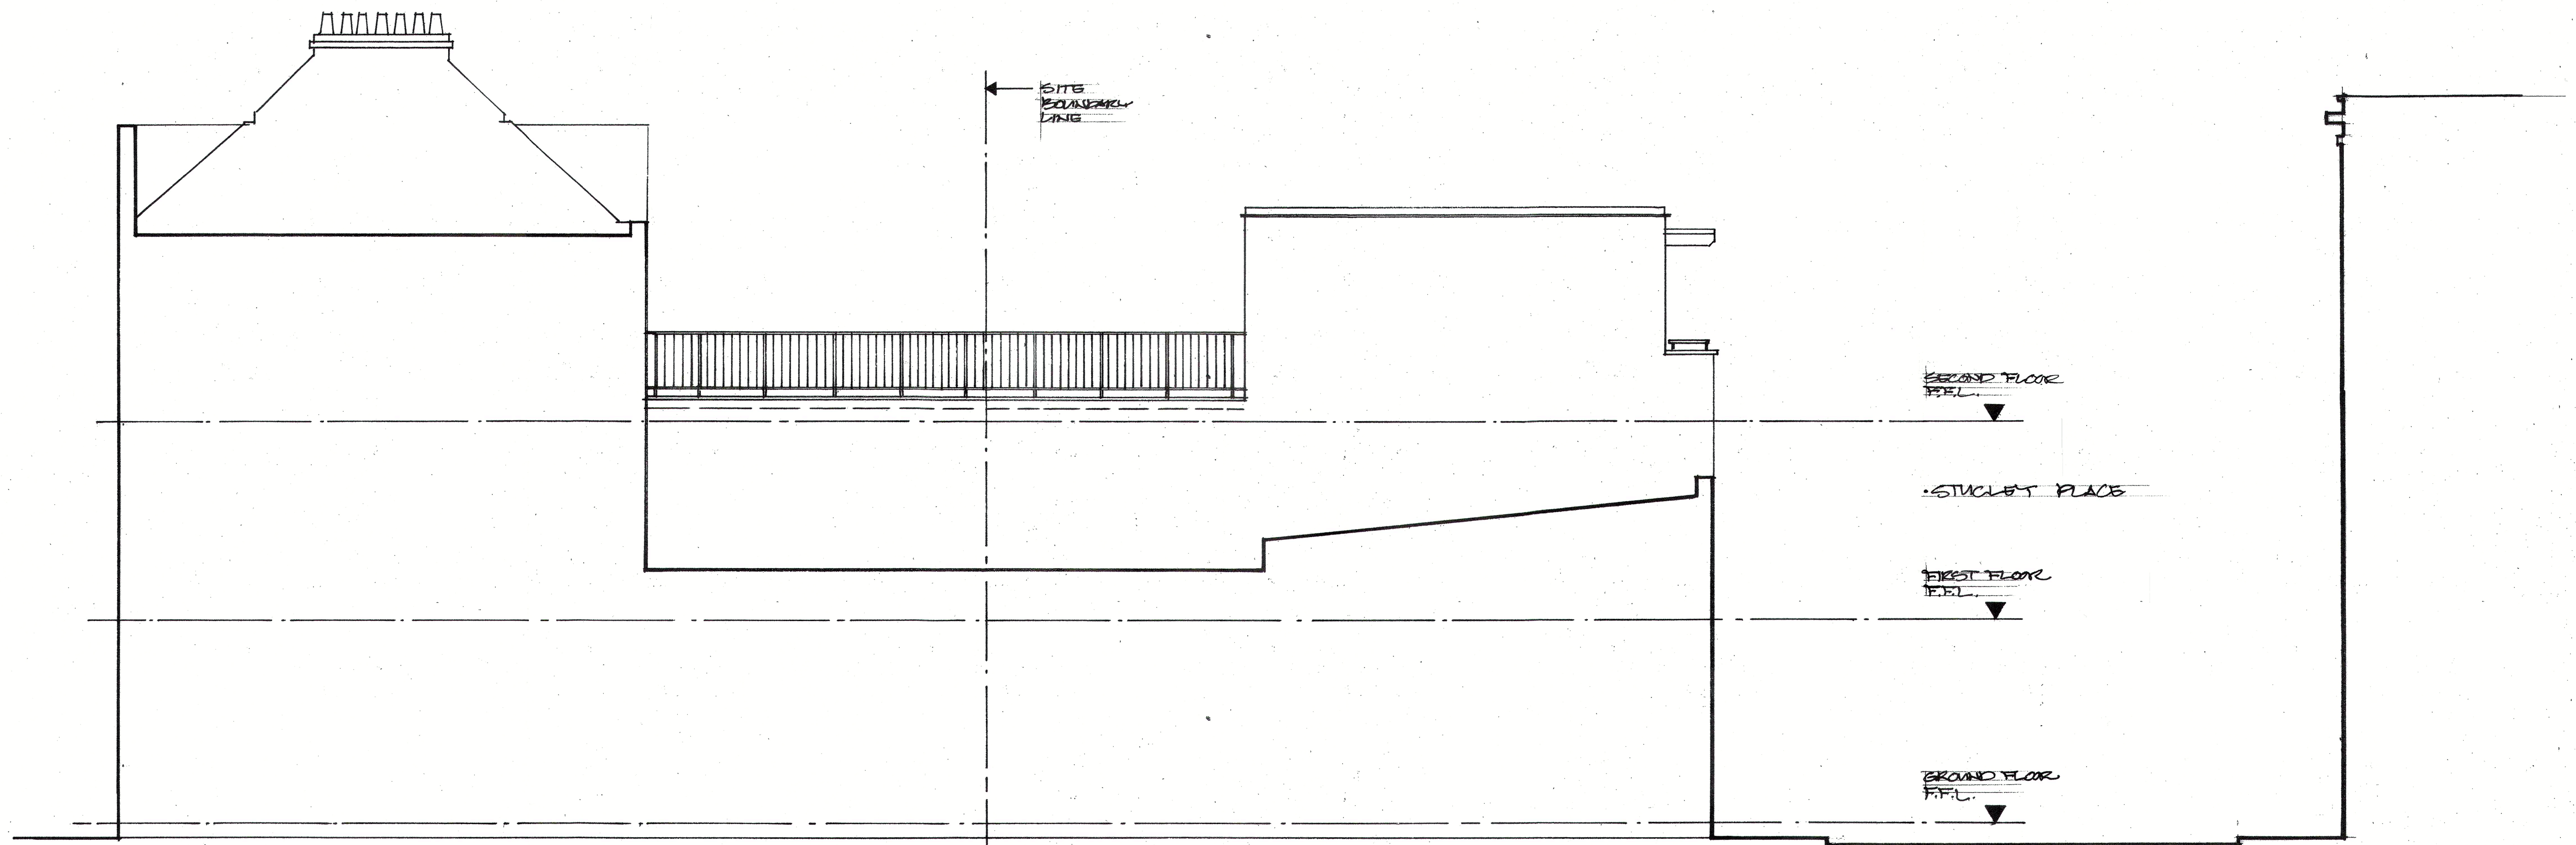 SITE
BOUNDARY
LINE
SECOND FLOOR
F.F.L.
STUCLEY PLACE
FIRST FLOOR
F.F.L.
GROUND FLOOR
F.F.L.